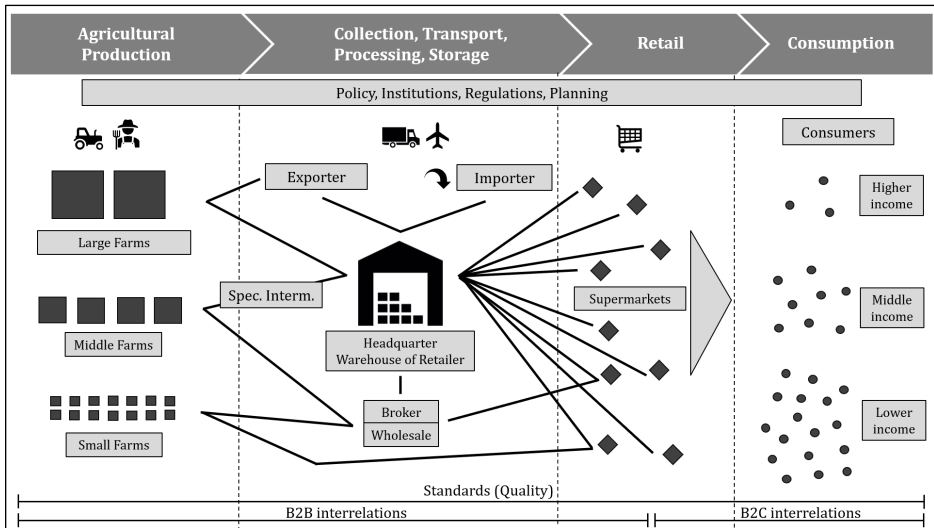 Agricultural
Production
Collection, Transport,
Processing, Storage
Retail
Consumption
Policy, Institutions, Regulations, Planning
Consumers
Exporter
Importer
Higher
income
Large Farms
Spec. Interm.
Supermarkets
Middle
income
Middle Farms
Headquarter
Warehouse of Retailer
Broker
Wholesale
Lower
income
Small Farms
Standards (Quality)
B2B interrelations
B2C interrelations